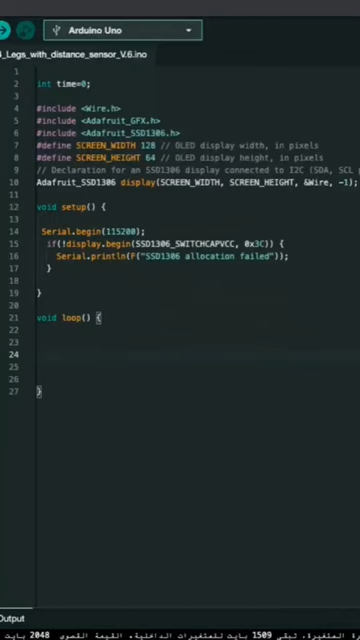 Arduino Uno
_Legs_with_distance_sensor_V.6.ino
1
2 int time=0;
3
4 #include <Wire.h>
5 #include <Adafruit_GFX.h>
6 #include <Adafruit_SSD1306.h>
7 #define SCREEN_WIDTH 128 // OLED display width, in pixels
8 #define SCREEN_HEIGHT 64 // OLED display height, in pixels
9 // Declaration for an SSD1306 display connected to I2C (SDA, SCL
10 Adafruit_SSD1306 display(SCREEN_WIDTH, SCREEN_HEIGHT, &Wire, -1);
11
12 void setup() {
13
14 Serial.begin(115200);
15 if(!display.begin(SSD1306_SWITCHCAPVCC, 0x3C)) {
16 Serial.println(F("SSD1306 allocation failed"));
17 }
18
19 }
20
21 void loop() {
22
23
24
25
26
27 }
Output
المتغيرة. تبقى 1509 بايت للمتغيرات الداخلية. القيمة القصوى 2048 بايت